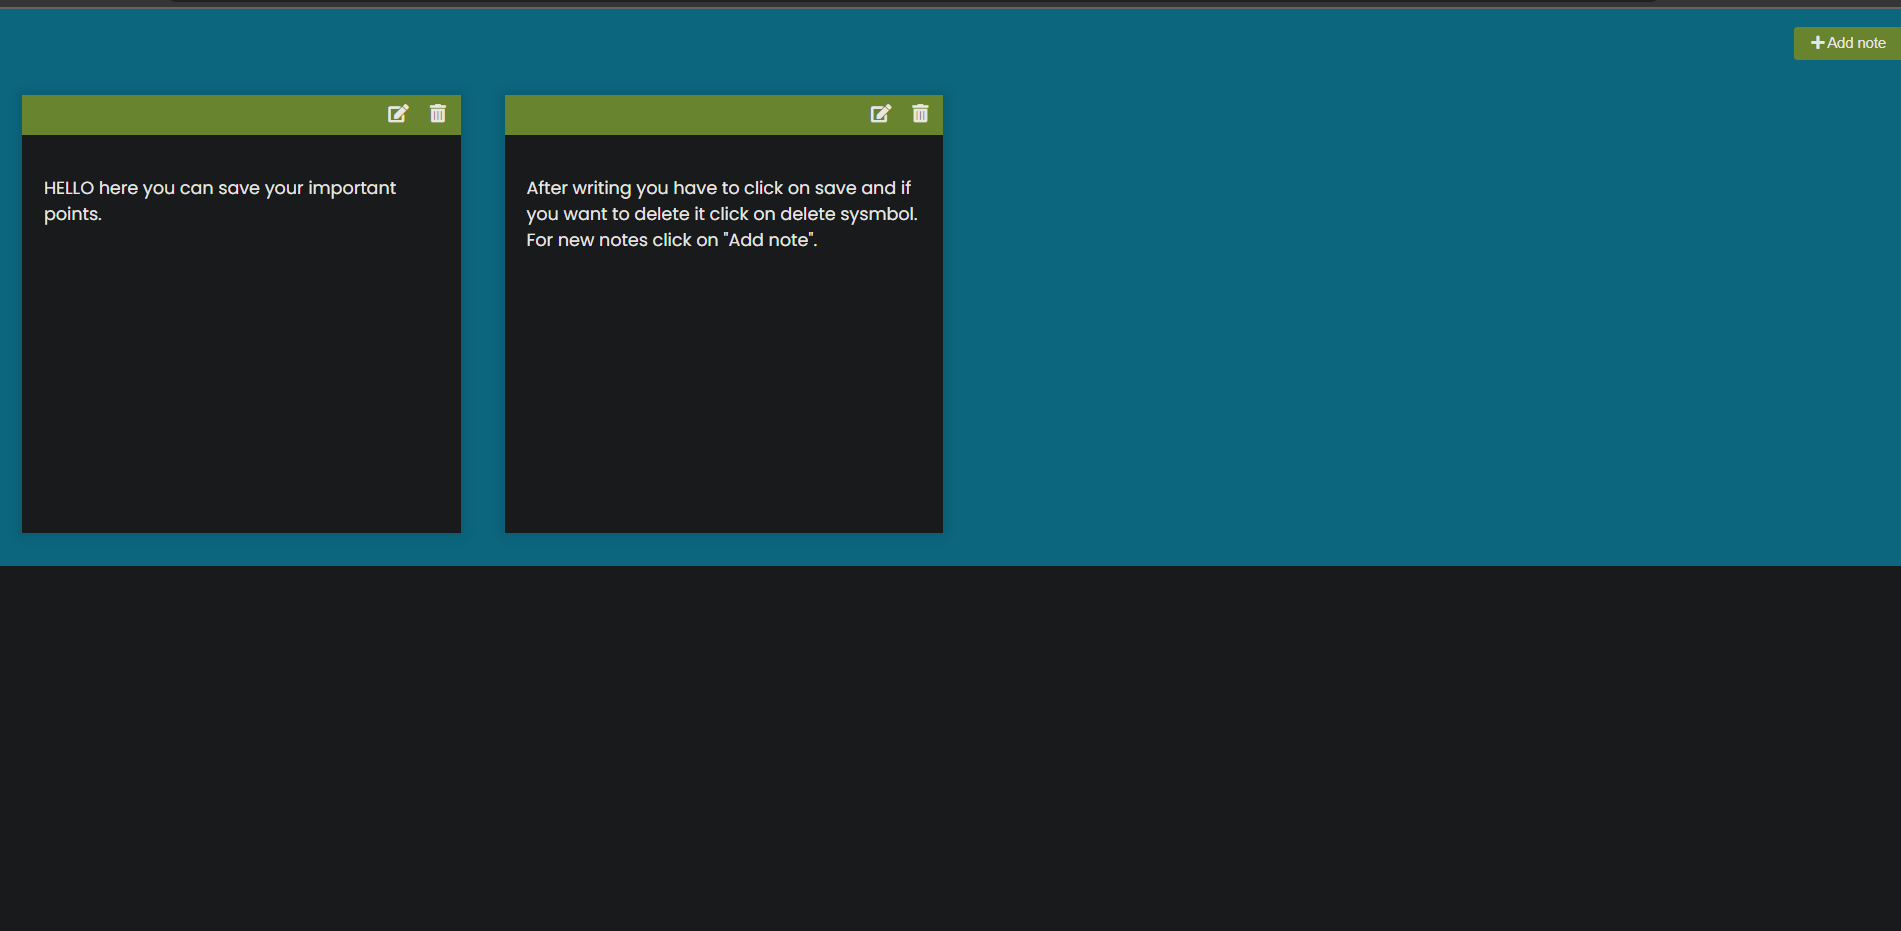 Add note
HELLO here you can save your important
points.
After writing you have to click on save and if
you want to delete it click on delete sysmbol.
For new notes click on "Add note".